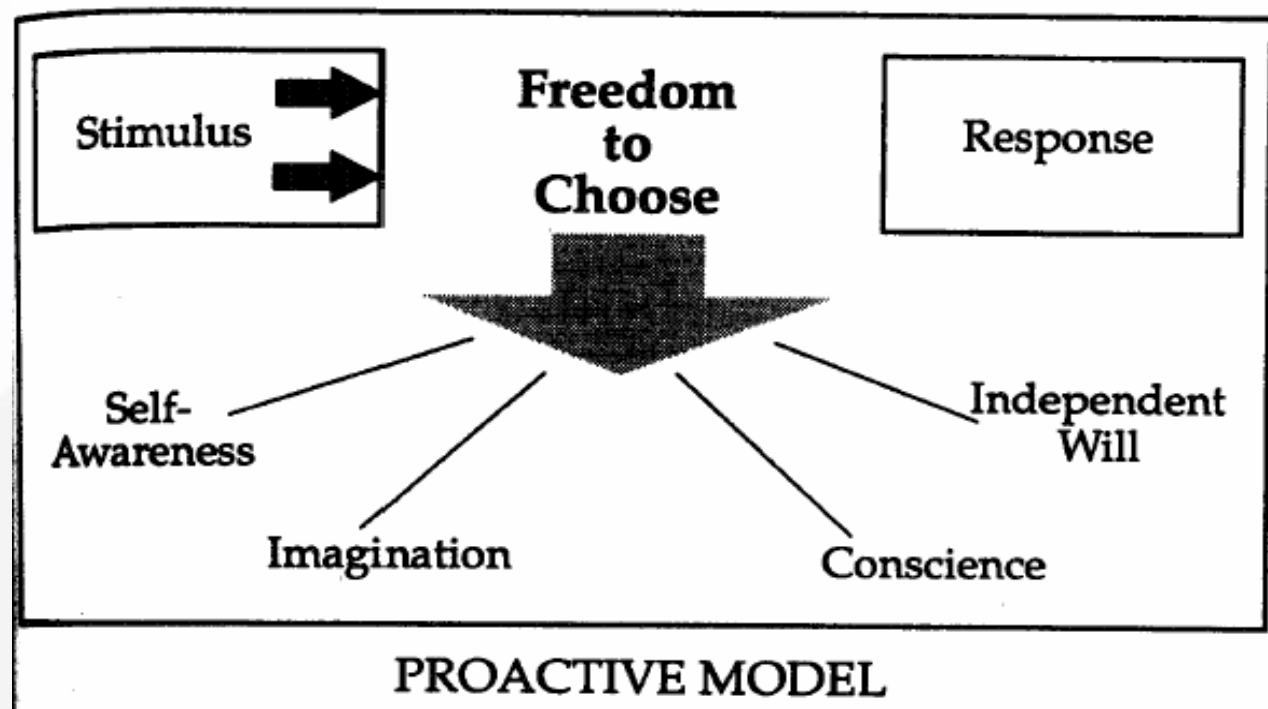 Stimulus
Freedom
to
Choose
Response
Self-
Awareness
Imagination
Conscience
Independent
Will
PROACTIVE MODEL